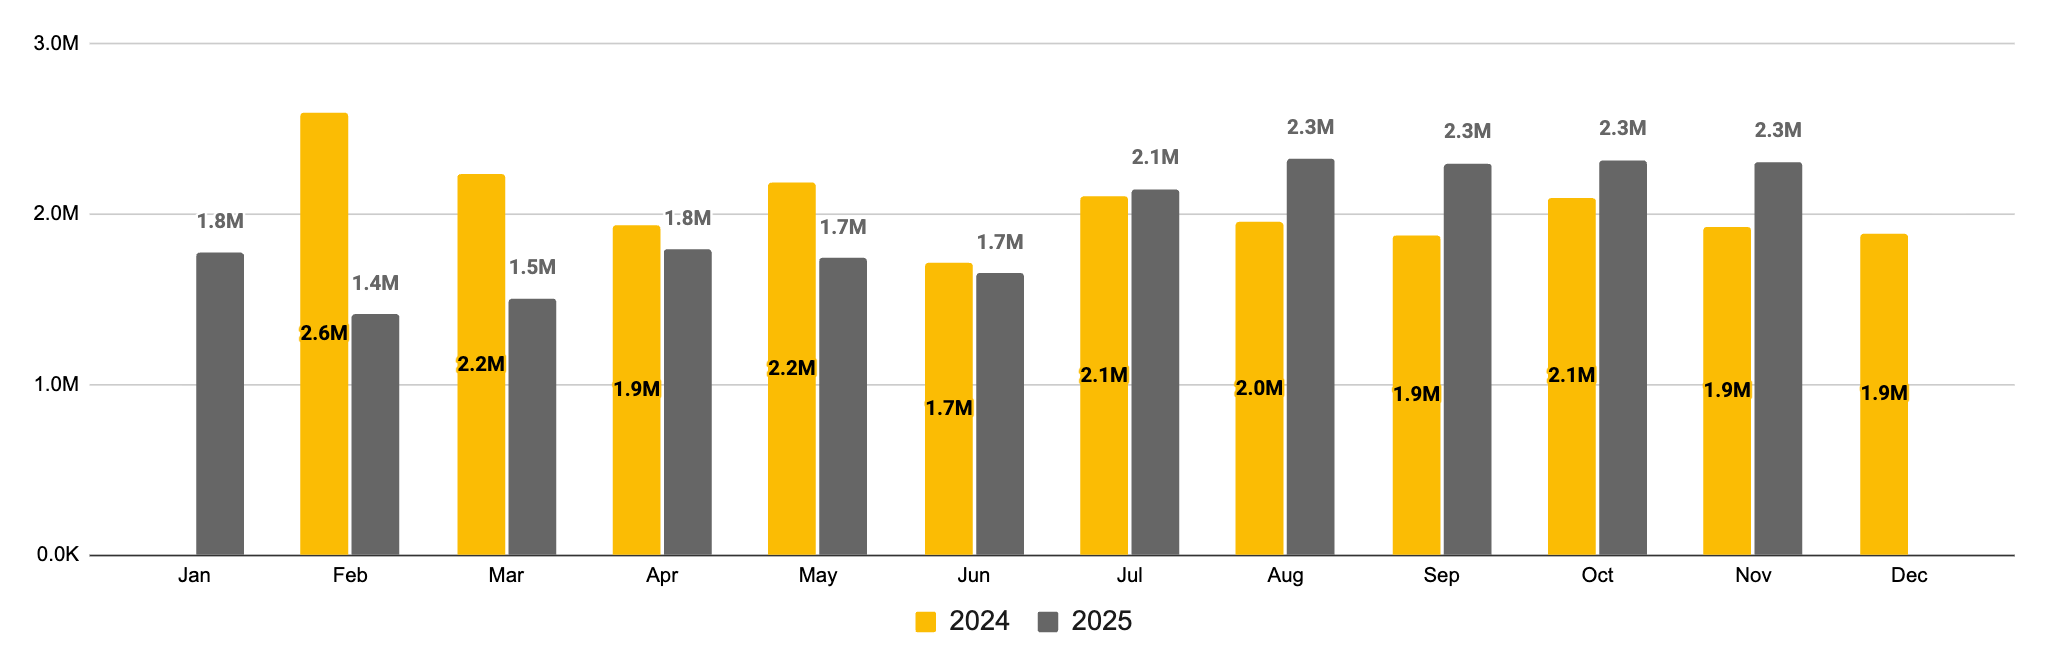 3.0M
2.0M
1.0M
0.0K
1.8M
2.6M
1.4M
2.2M
1.5M
1.9M
1.8M
2.2M
1.7M
1.7M
1.7M
2.1M
2.1M
2.0M
2.3M
1.9M
2.3M
2.1M
2.3M
1.9M
2.3M
1.9M
Jan Feb Mar Apr May Jun Jul Aug Sep Oct Nov Dec
2024 2025